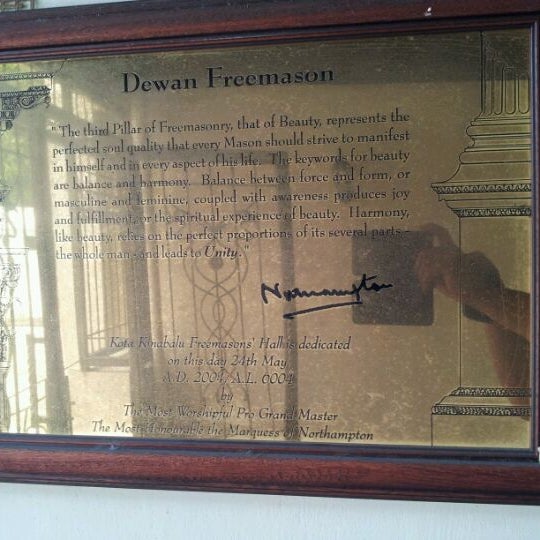 Dewan Freemason
"The third Pillar of Freemasonry, that of Beauty, represents the
perfected soul quality that every Mason should strive to manifest
in himself and in every aspect of his life. The keywords for beauty
are balance and harmony. Balance between force and form, or
masculine and feminine, coupled with awareness produces joy
and fulfillment, or the spiritual experience of beauty. Harmony,
like beauty, relies on the perfect proportions of its several parts -
the whole man - and leads to Unity."
Northampton
Kota Kinabalu Freemasons' Hall is dedicated
on this day 24th May
A.D. 2004, A.L. 6004
by
The Most Worshipful Pro Grand Master
The Most Honourable the Marquess of Northampton